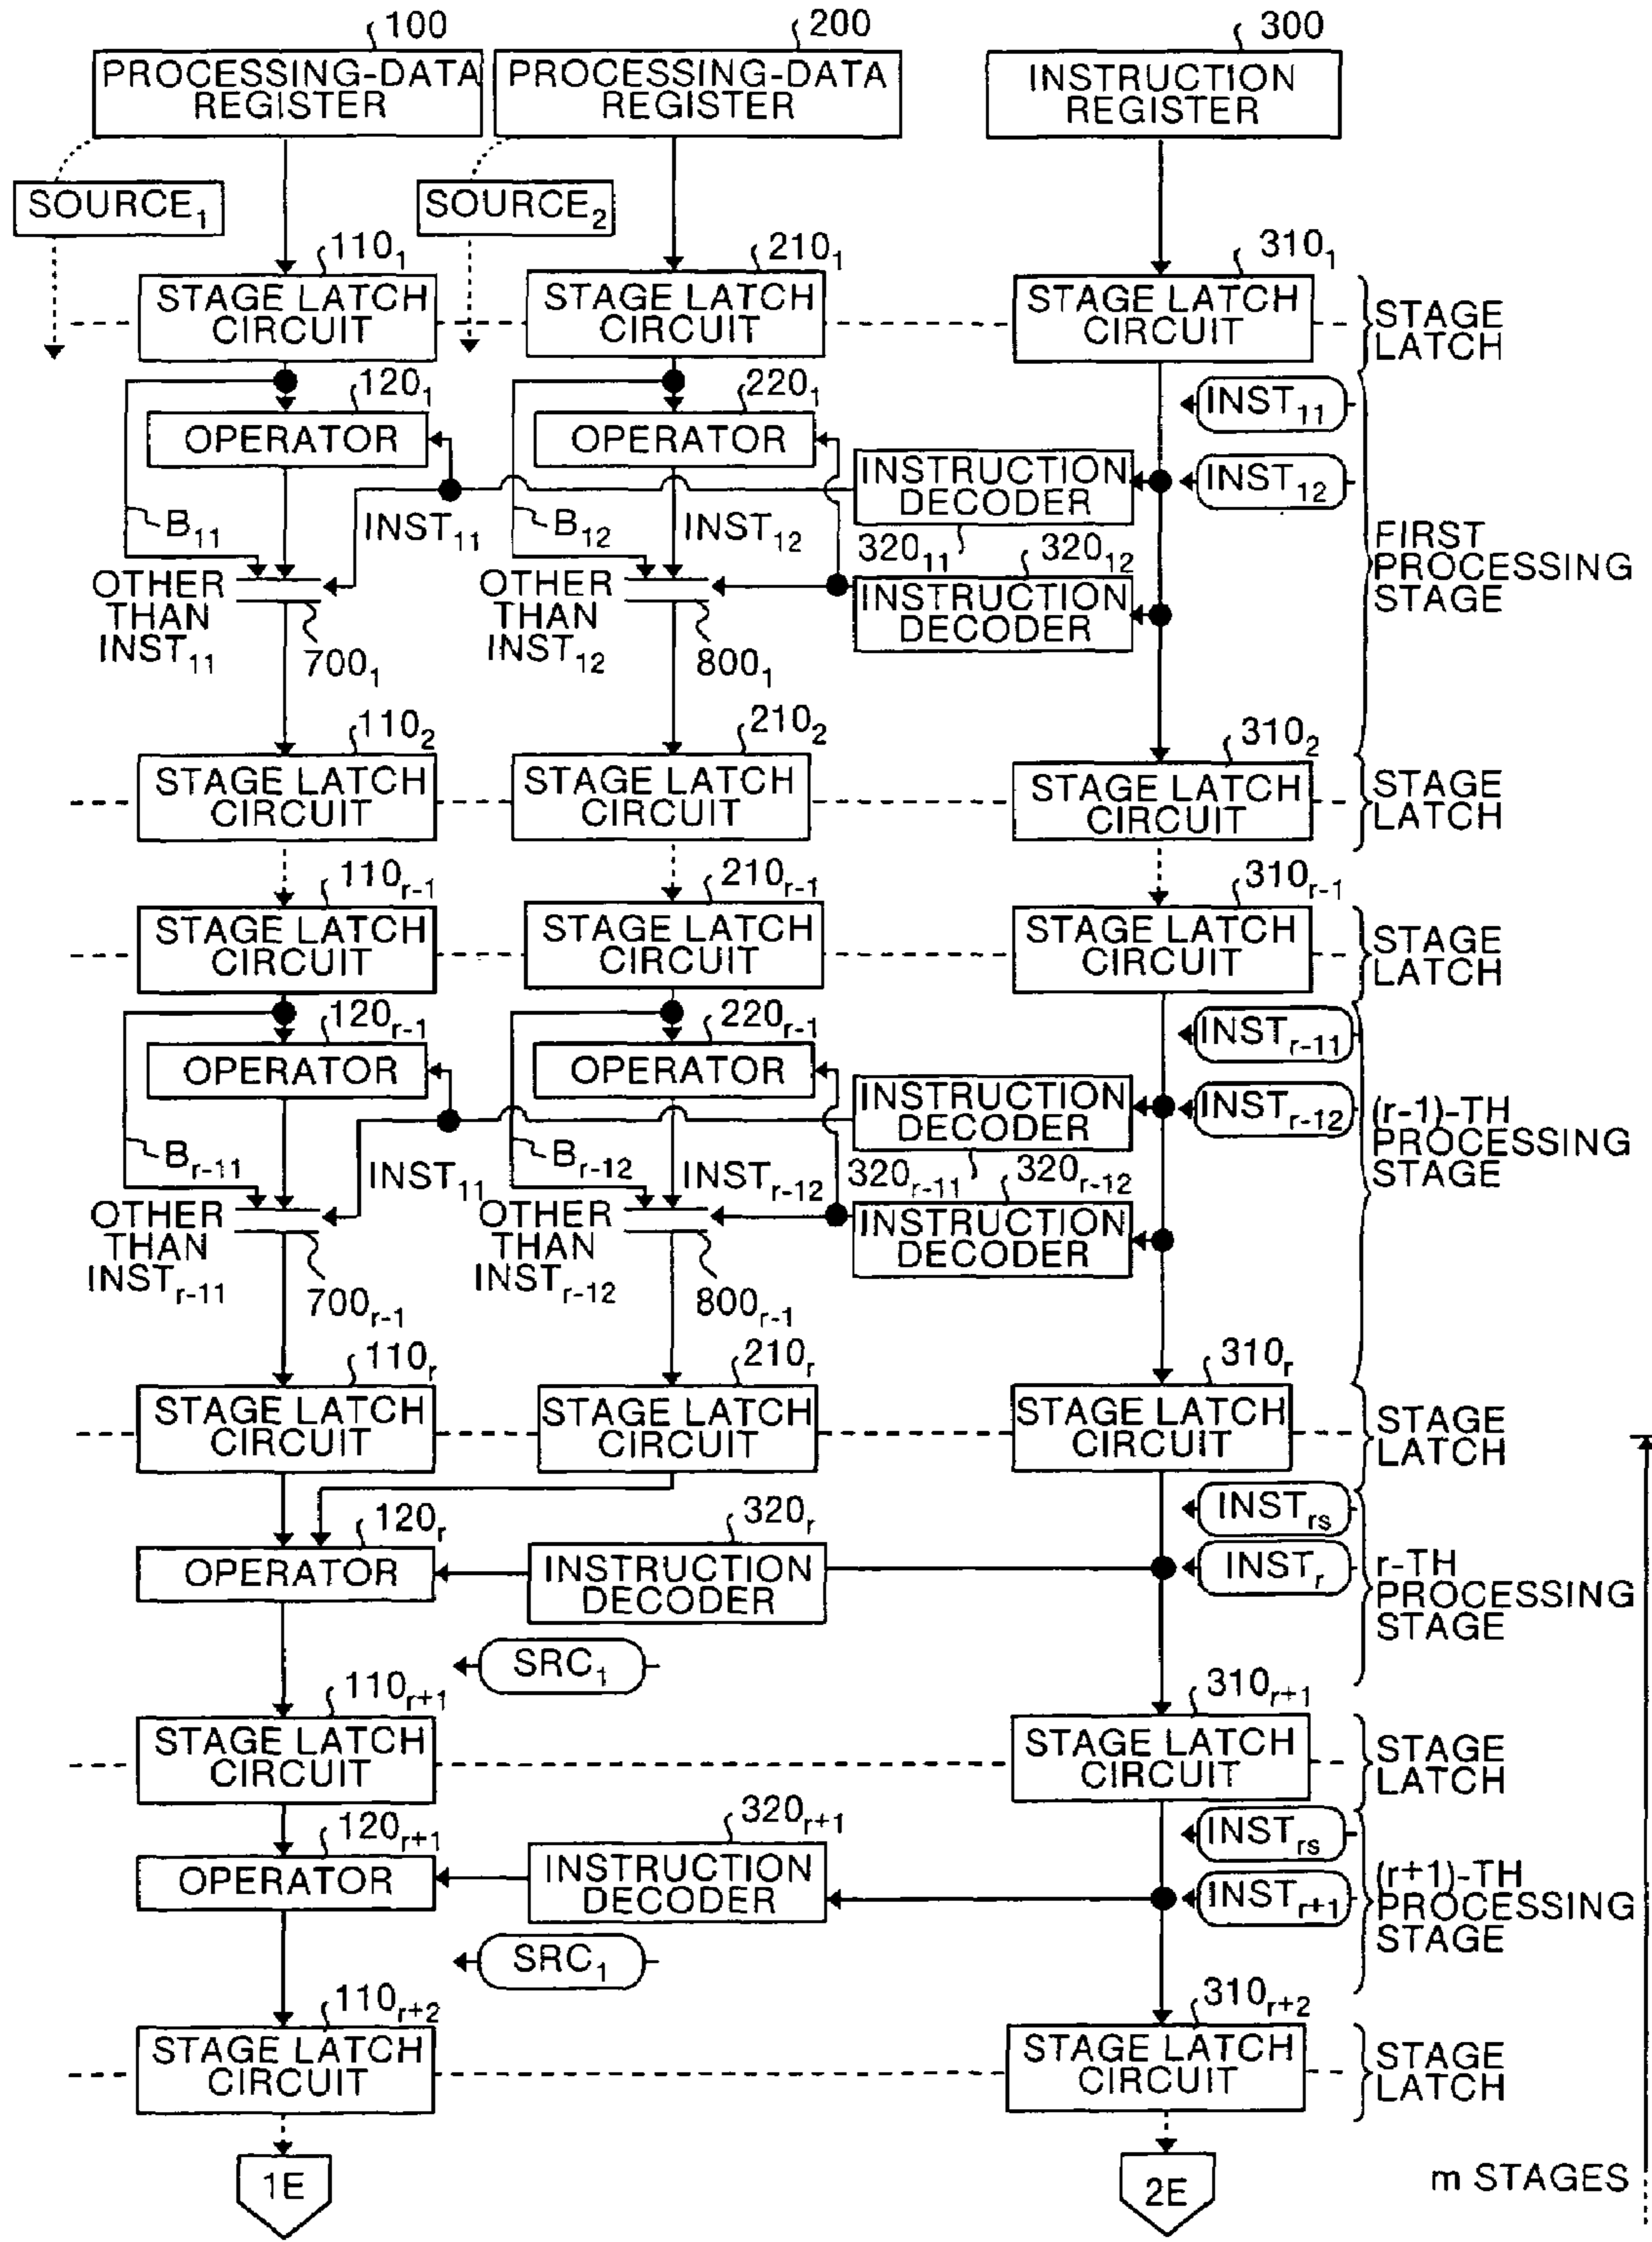 100
200
300
PROCESSING-DATA
REGISTER
PROCESSING-DATA
REGISTER
INSTRUCTION
REGISTER
SOURCE₁
SOURCE₂
110₁
210₁
310₁
STAGE LATCH
CIRCUIT
STAGE LATCH
CIRCUIT
STAGE LATCH
CIRCUIT
STAGE
LATCH
120₁
220₁
INST₁₁
OPERATOR
OPERATOR
INSTRUCTION
DECODER
INST₁₂
B₁₁
INST₁₁
B₁₂
INST₁₂
320₁₁
320₁₂
FIRST
PROCESSING
STAGE
OTHER
THAN
INST₁₁
OTHER
THAN
INST₁₂
INSTRUCTION
DECODER
700₁
800₁
110₂
210₂
310₂
STAGE LATCH
CIRCUIT
STAGE LATCH
CIRCUIT
STAGE LATCH
CIRCUIT
STAGE
LATCH
110r-1
210r-1
310r-1
STAGE LATCH
CIRCUIT
STAGE LATCH
CIRCUIT
STAGE LATCH
CIRCUIT
STAGE
LATCH
120r-1
220r-1
INSTr-11
OPERATOR
OPERATOR
INSTRUCTION
DECODER
INSTr-12
(r-1)-TH
PROCESSING
STAGE
Br-11
INST₁₁
Br-12
INSTr-12
320r-11
320r-12
OTHER
THAN
INSTr-11
OTHER
THAN
INSTr-12
INSTRUCTION
DECODER
700r-1
800r-1
110r
210r
310r
STAGE LATCH
CIRCUIT
STAGE LATCH
CIRCUIT
STAGE LATCH
CIRCUIT
STAGE
LATCH
120r
320r
INSTrs
OPERATOR
INSTRUCTION
DECODER
INSTr
r-TH
PROCESSING
STAGE
SRC₁
110r+1
310r+1
STAGE LATCH
CIRCUIT
STAGE LATCH
CIRCUIT
STAGE
LATCH
120r+1
320r+1
INSTrs
OPERATOR
INSTRUCTION
DECODER
INSTr+1
(r+1)-TH
PROCESSING
STAGE
SRC₁
110r+2
310r+2
STAGE LATCH
CIRCUIT
STAGE LATCH
CIRCUIT
STAGE
LATCH
1E
2E
m STAGES